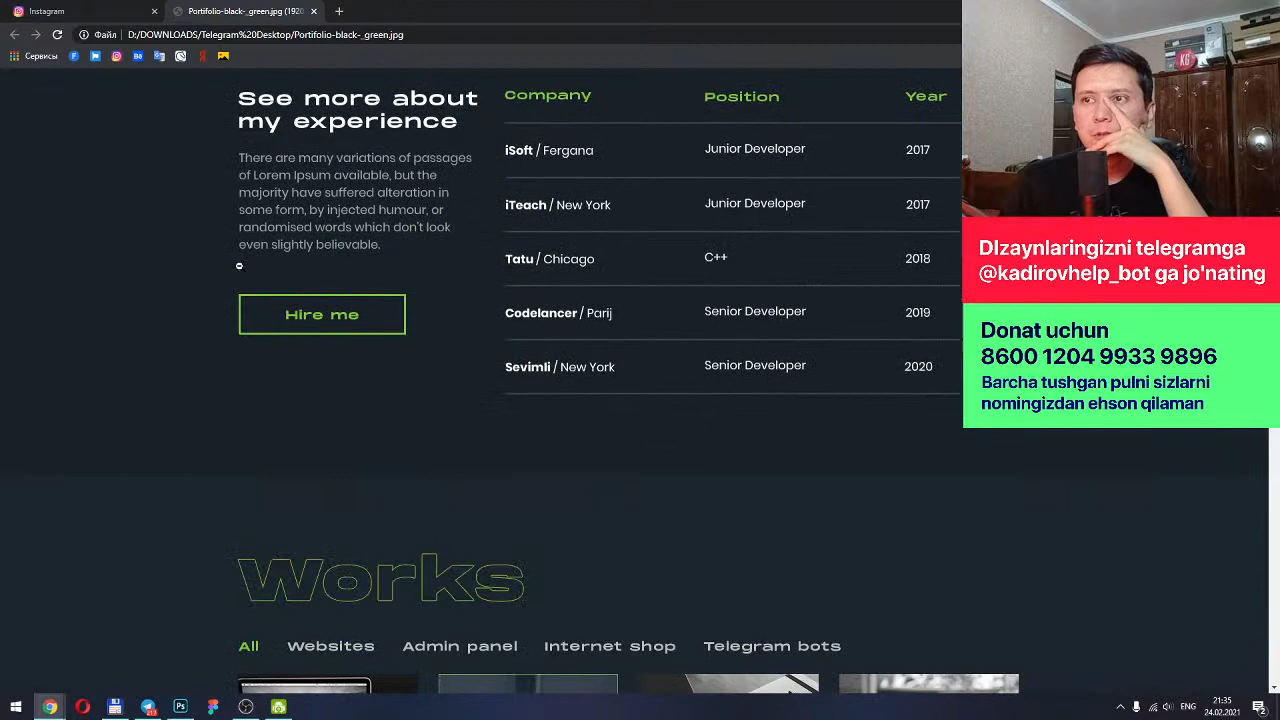 Instagram
Portfolio-black-_green.jpg (1920
Файл
D:/DOWNLOADS/Telegram%20Desktop/Portfolio-black-_green.jpg
Сервисы
See more about
my experience
There are many variations of passages
of Lorem Ipsum available, but the
majority have suffered alteration in
some form, by injected humour, or
randomised words which don't look
even slightly believable.
Hire me
Company Position Year
iSoft / Fergana Junior Developer 2017
iTeach / New York Junior Developer 2017
Tatu / Chicago C++ 2018
Codelancer / Parij Senior Developer 2019
Sevimli / New York Senior Developer 2020
KG
DIzaynlaringizni telegramga
@kadirovhelp_bot ga jo'nating
Donat uchun
8600 1204 9933 9896
Barcha tushgan pulni sizlarni
nomingizdan ehson qilaman
Works
All Websites Admin panel Internet shop Telegram bots
ENG
21:35
24.02.2021